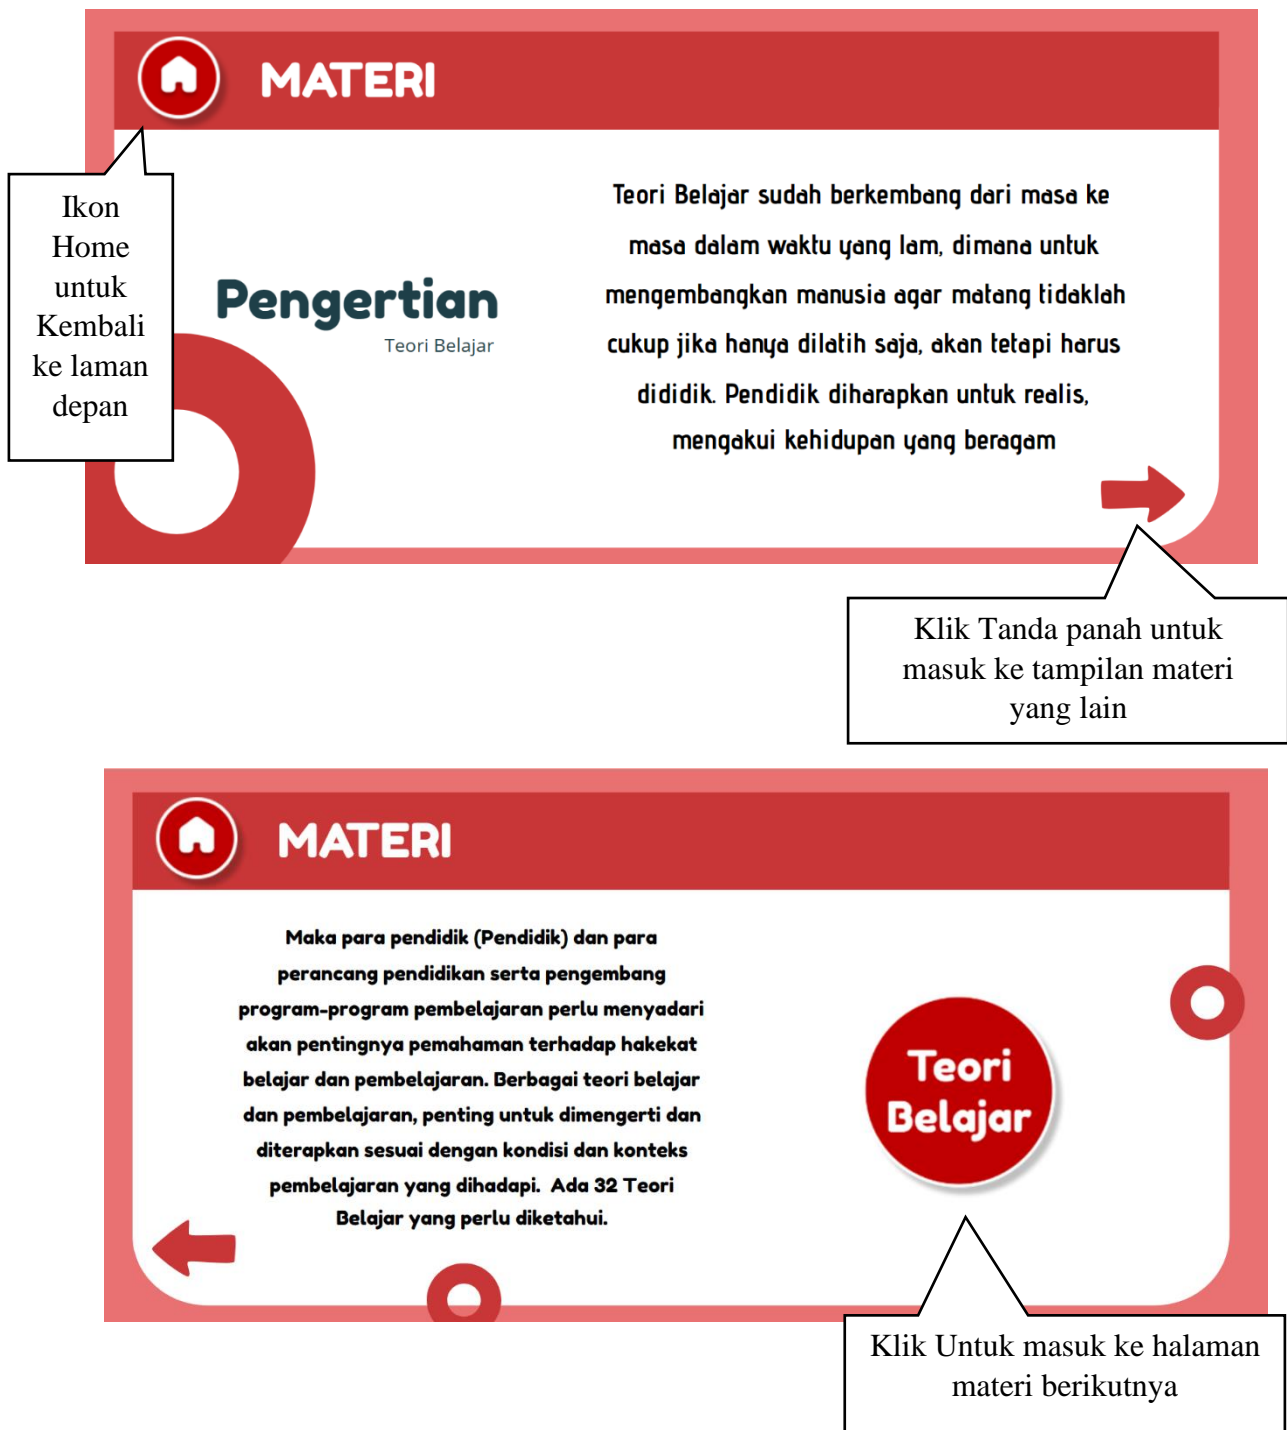 MATERI
Ikon
Home
untuk
Kembali
ke laman
depan
Pengertian
Teori Belajar
Teori Belajar sudah berkembang dari masa ke
masa dalam waktu yang lam, dimana untuk
mengembangkan manusia agar matang tidaklah
cukup jika hanya dilatih saja, akan tetapi harus
dididik. Pendidik diharapkan untuk realis,
mengakui kehidupan yang beragam
Klik Tanda panah untuk
masuk ke tampilan materi
yang lain
MATERI
Maka para pendidik (Pendidik) dan para
perancang pendidikan serta pengembang
program-program pembelajaran perlu menyadari
akan pentingnya pemahaman terhadap hakekat
belajar dan pembelajaran. Berbagai teori belajar
dan pembelajaran, penting untuk dimengerti dan
diterapkan sesuai dengan kondisi dan konteks
pembelajaran yang dihadapi. Ada 32 Teori
Belajar yang perlu diketahui.
Teori
Belajar
Klik Untuk masuk ke halaman
materi berikutnya